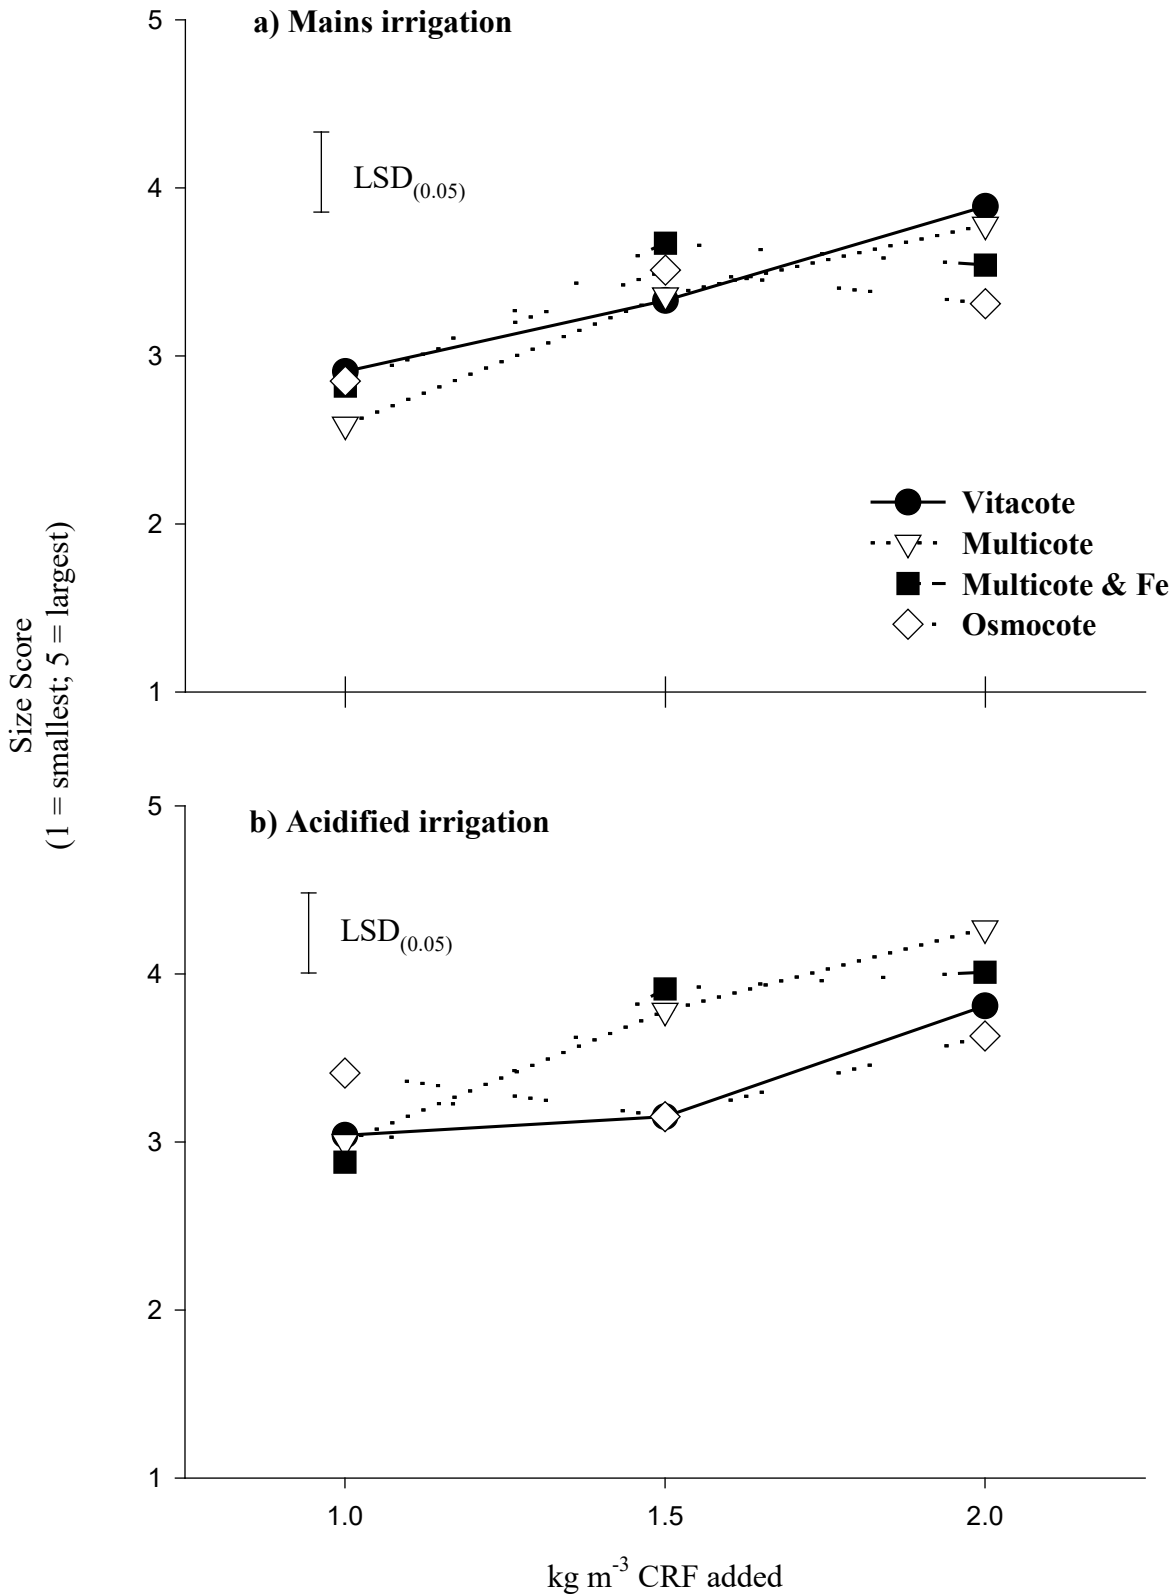 5
a) Mains irrigation
LSD(0.05)
4
3
Vitacote
2
Multicote
Multicote & Fe
Osmocote
1
Size Score
(1 = smallest; 5 = largest)
5
b) Acidified irrigation
LSD(0.05)
4
3
2
1
1.0 1.5 2.0
kg m-3 CRF added